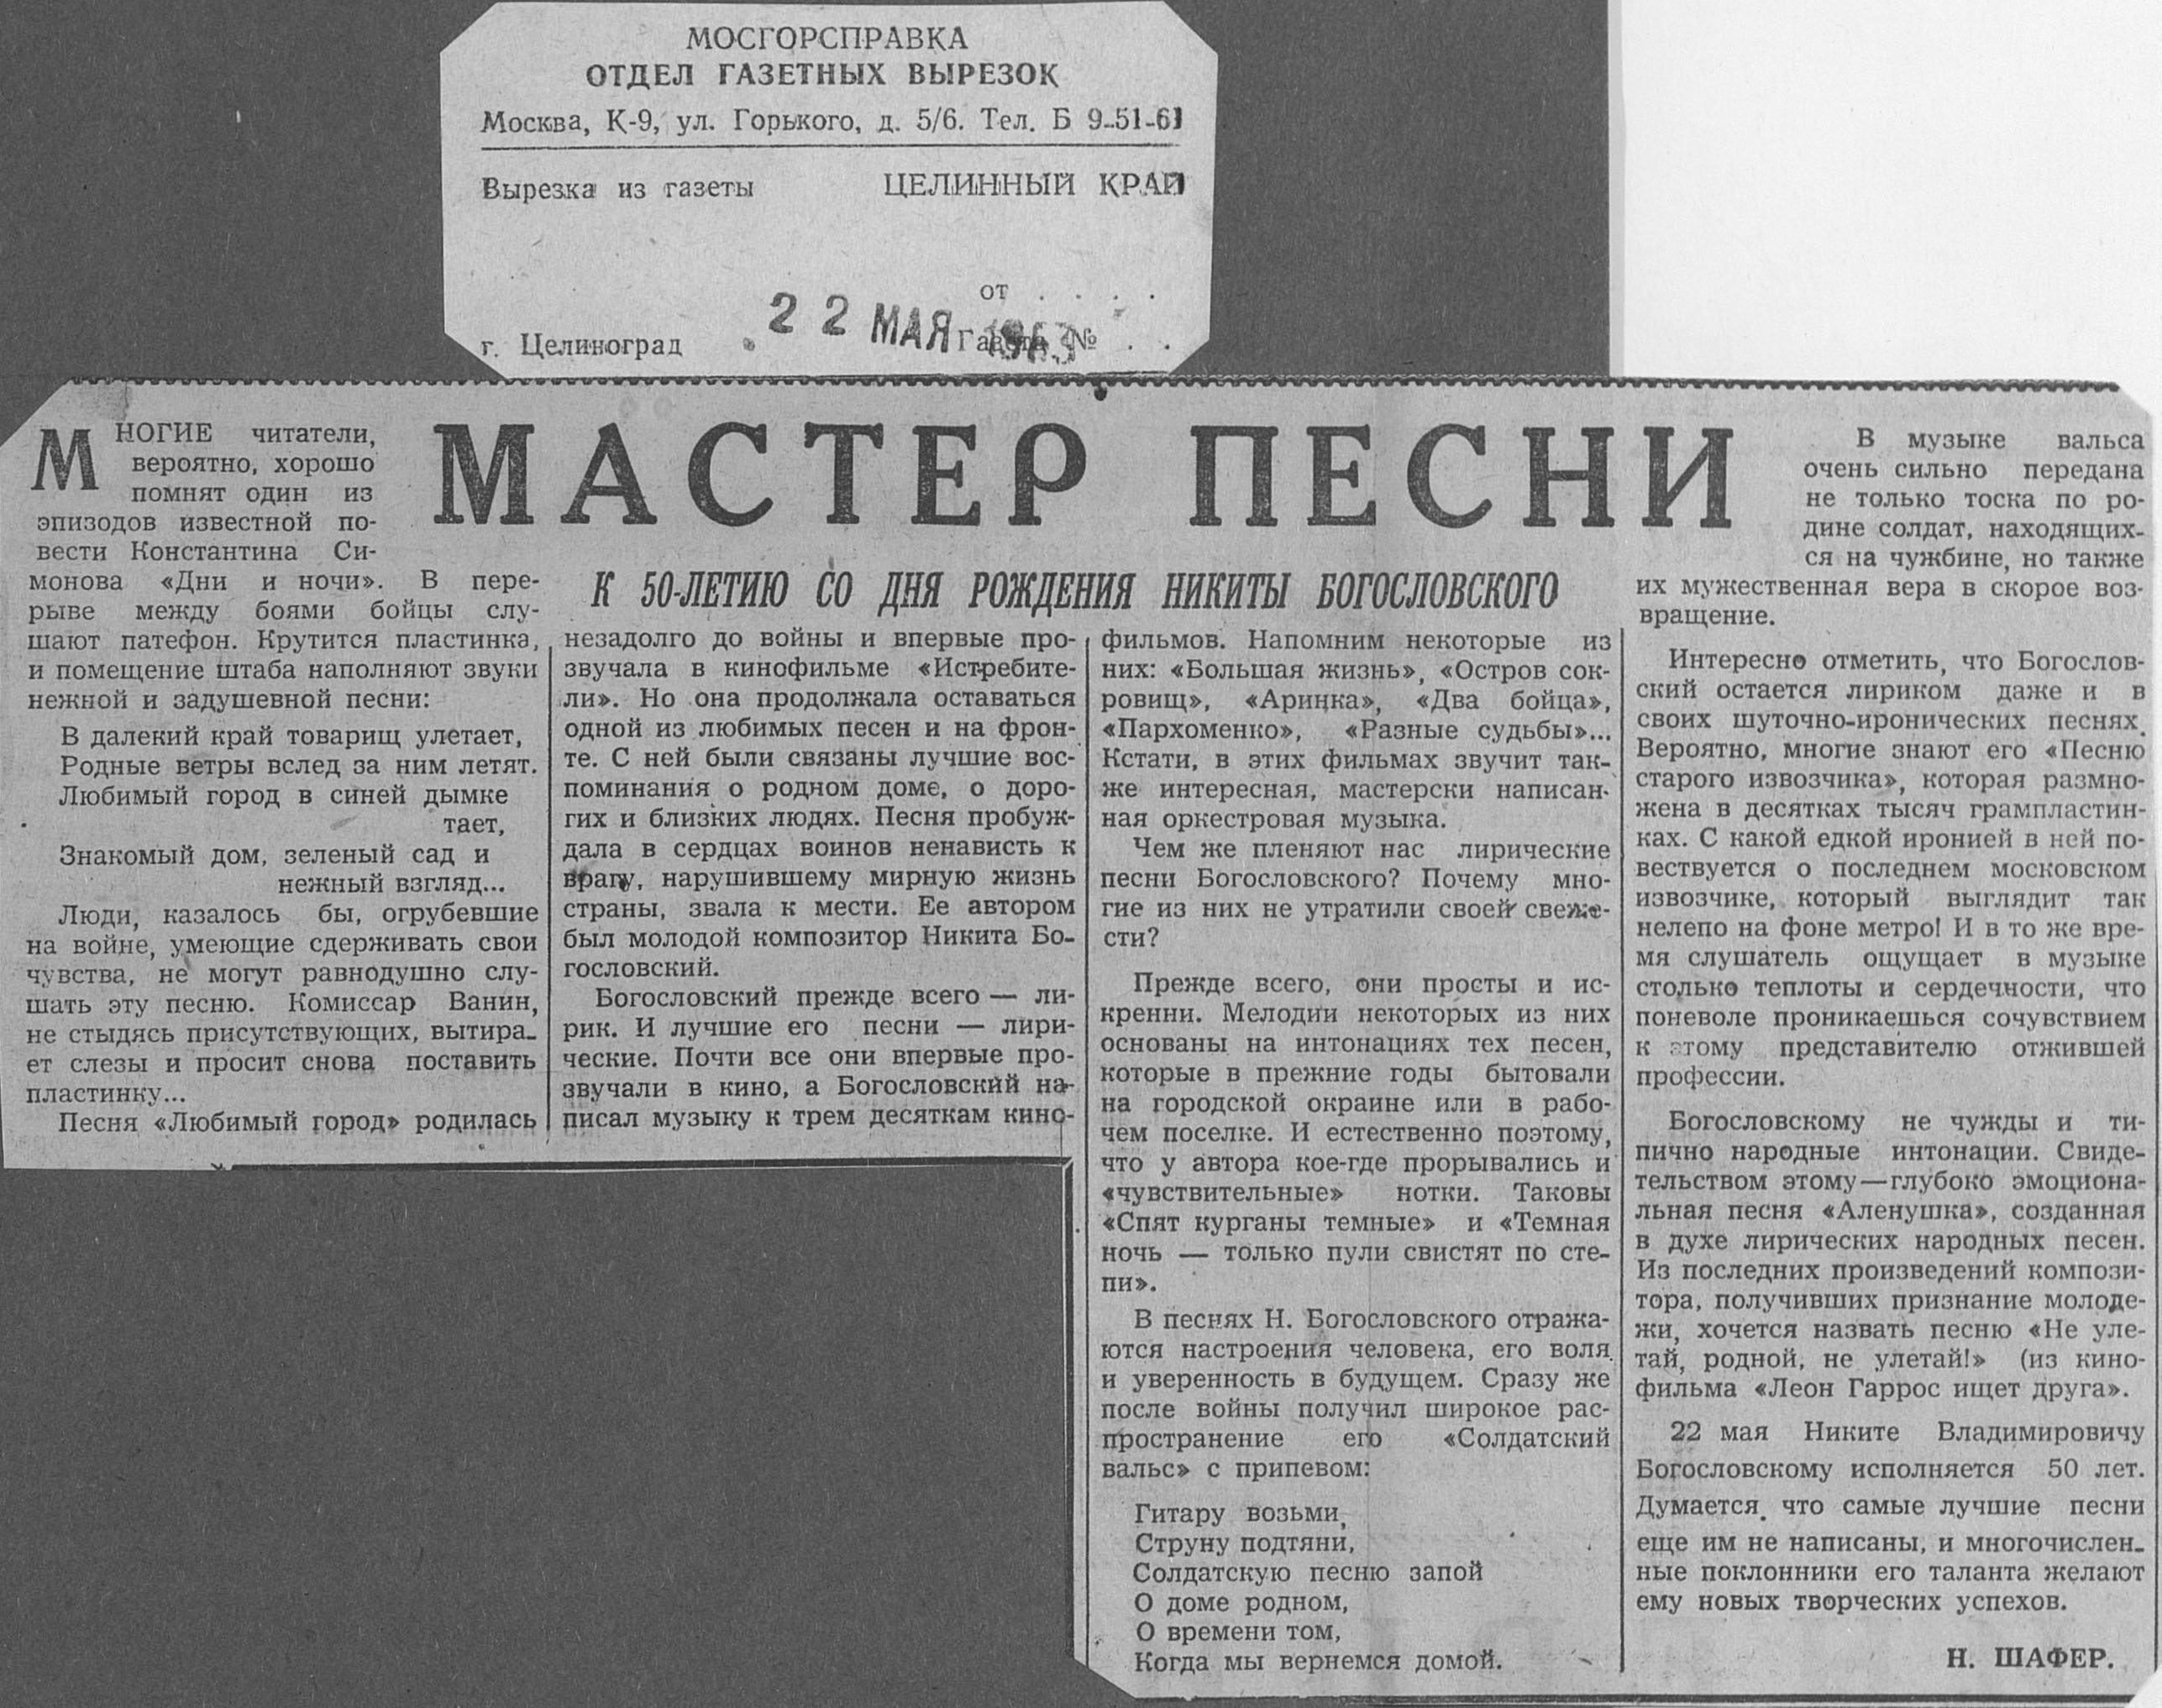 МОСГОРСПРАВКА
ОТДЕЛ ГАЗЕТНЫХ ВЫРЕЗОК
Москва, К-9, ул. Горького, д. 5/6. Тел. Б 9-51-61
Вырезка из газеты ЦЕЛИННЫЙ КРАЙ
от . . . .
22 МАЯ 1963
г. Целиноград Газета № . .
МАСТЕР ПЕСНИ
К 50-ЛЕТИЮ СО ДНЯ РОЖДЕНИЯ НИКИТЫ БОГОСЛОВСКОГО
МНОГИЕ читатели,
вероятно, хорошо
помнят один из
эпизодов известной по-
вести Константина Си-
монова «Дни и ночи». В пере-
рыве между боями бойцы слу-
шают патефон. Крутится пластинка,
и помещение штаба наполняют звуки
нежной и задушевной песни:
В далекий край товарищ улетает,
Родные ветры вслед за ним летят.
Любимый город в синей дымке
тает,
Знакомый дом, зеленый сад и
нежный взгляд...
Люди, казалось бы, огрубевшие
на войне, умеющие сдерживать свои
чувства, не могут равнодушно слу-
шать эту песню. Комиссар Ванин,
не стыдясь присутствующих, вытира-
ет слезы и просит снова поставить
пластинку...
Песня «Любимый город» родилась
незадолго до войны и впервые про-
звучала в кинофильме «Истребите-
ли». Но она продолжала оставаться
одной из любимых песен и на фрон-
те. С ней были связаны лучшие вос-
поминания о родном доме, о доро-
гих и близких людях. Песня пробуж-
дала в сердцах воинов ненависть к
врагу, нарушившему мирную жизнь
страны, звала к мести. Ее автором
был молодой композитор Никита Бо-
гословский.
Богословский прежде всего — ли-
рик. И лучшие его песни — лири-
ческие. Почти все они впервые про-
звучали в кино, а Богословский на-
писал музыку к трем десяткам кино-
фильмов. Напомним некоторые из
них: «Большая жизнь», «Остров сок-
ровищ», «Аринка», «Два бойца»,
«Пархоменко», «Разные судьбы»...
Кстати, в этих фильмах звучит так-
же интересная, мастерски написан-
ная оркестровая музыка.
Чем же пленяют нас лирические
песни Богословского? Почему мно-
гие из них не утратили своей свеже-
сти?
Прежде всего, они просты и ис-
кренни. Мелодии некоторых из них
основаны на интонациях тех песен,
которые в прежние годы бытовали
на городской окраине или в рабо-
чем поселке. И естественно поэтому,
что у автора кое-где прорывались и
«чувствительные» нотки. Таковы
«Спят курганы темные» и «Темная
ночь — только пули свистят по сте-
пи».
В песнях Н. Богословского отража-
ются настроения человека, его воля
и уверенность в будущем. Сразу же
после войны получил широкое рас-
пространение его «Солдатский
вальс» с припевом:
Гитару возьми,
Струну подтяни,
Солдатскую песню запой
О доме родном,
О времени том,
Когда мы вернемся домой.
В музыке вальса
очень сильно передана
не только тоска по ро-
дине солдат, находящих-
ся на чужбине, но также
их мужественная вера в скорое воз-
вращение.
Интересно отметить, что Богослов-
ский остается лириком даже и в
своих шуточно-иронических песнях.
Вероятно, многие знают его «Песню
старого извозчика», которая размно-
жена в десятках тысяч грампластин-
ках. С какой едкой иронией в ней по-
вествуется о последнем московском
извозчике, который выглядит так
нелепо на фоне метро! И в то же вре-
мя слушатель ощущает в музыке
столько теплоты и сердечности, что
поневоле проникаешься сочувствием
к этому представителю отжившей
профессии.
Богословскому не чужды и ти-
пично народные интонации. Свиде-
тельством этому—глубоко эмоциона-
льная песня «Аленушка», созданная
в духе лирических народных песен.
Из последних произведений компози-
тора, получивших признание молоде-
жи, хочется назвать песню «Не уле-
тай, родной, не улетай!» (из кино-
фильма «Леон Гаррос ищет друга».
22 мая Никите Владимировичу
Богословскому исполняется 50 лет.
Думается, что самые лучшие песни
еще им не написаны, и многочислен-
ные поклонники его таланта желают
ему новых творческих успехов.
Н. ШАФЕР.